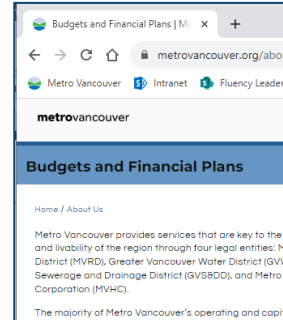 Budgets and Financial Plans | M
metrovancouver.org/abo
Metro Vancouver Intranet Fluency Leader
metrovancouver
Budgets and Financial Plans
Home / About Us
Metro Vancouver provides services that are key to the
and livability of the region through four legal entities: M
District (MVRD), Greater Vancouver Water District (GV
Sewerage and Drainage District (GVS&DD), and Metro
Corporation (MVHC).
The majority of Metro Vancouver's operating and capi